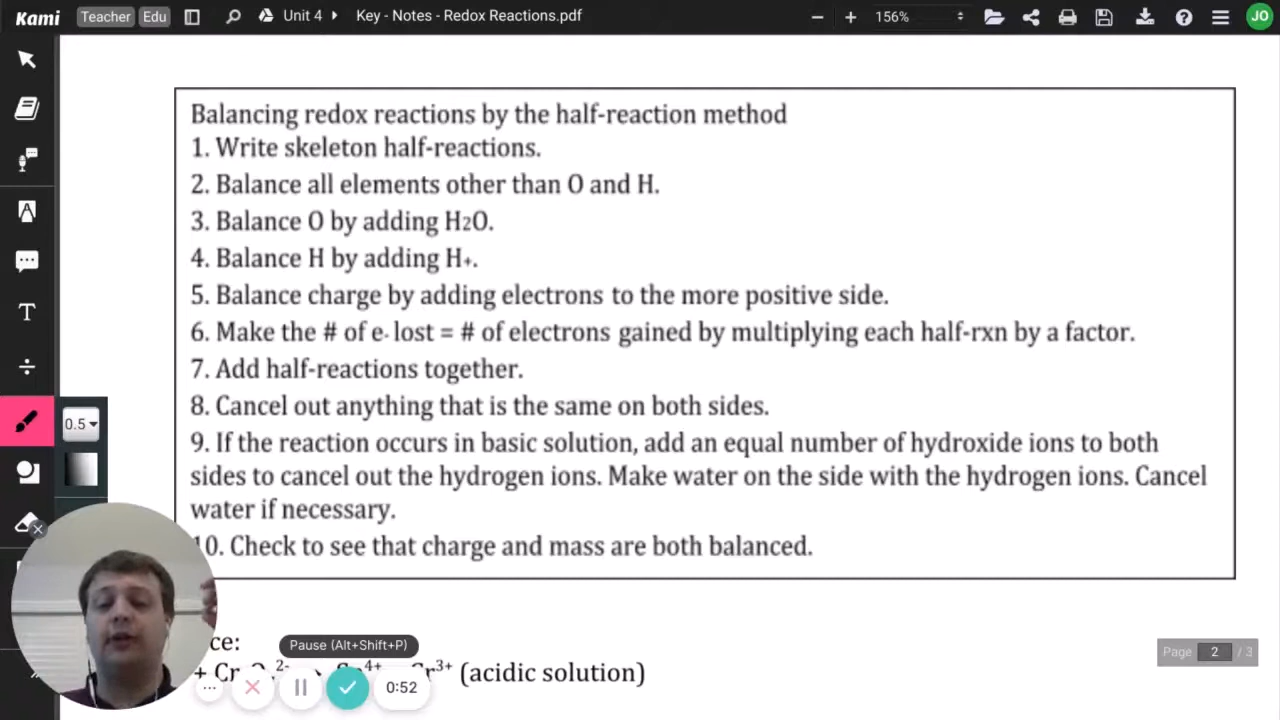 Kami Teacher Edu Unit 4 Key - Notes - Redox Reactions.pdf 156% JO
Balancing redox reactions by the half-reaction method
1. Write skeleton half-reactions.
2. Balance all elements other than O and H.
3. Balance O by adding H2O.
4. Balance H by adding H+.
5. Balance charge by adding electrons to the more positive side.
6. Make the # of e- lost = # of electrons gained by multiplying each half-rxn by a factor.
7. Add half-reactions together.
8. Cancel out anything that is the same on both sides.
0.5
9. If the reaction occurs in basic solution, add an equal number of hydroxide ions to both
sides to cancel out the hydrogen ions. Make water on the side with the hydrogen ions. Cancel
water if necessary.
10. Check to see that charge and mass are both balanced.
ce:
Pause (Alt+Shift+P)
Page 2 / 3
+ Cr 2- 4+ Cr3+ (acidic solution)
0:52